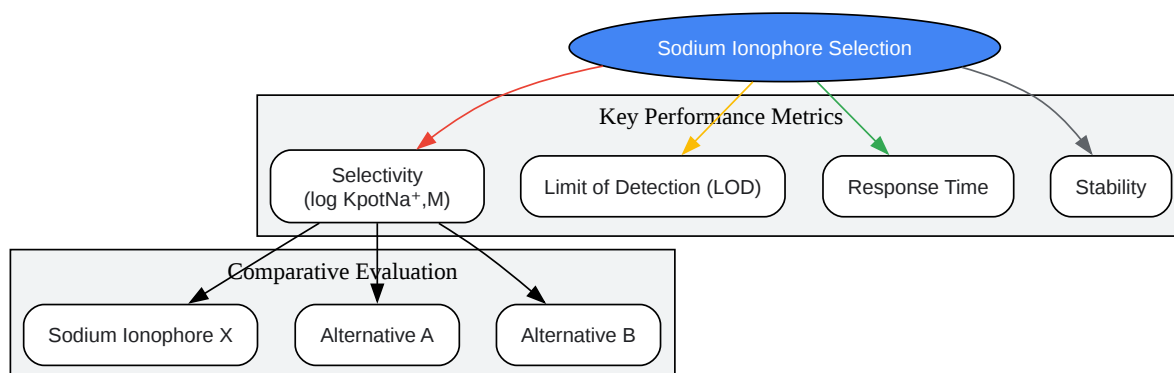 Sodium Ionophore Selection
Key Performance Metrics
Selectivity
(log KpotNa⁺,M)
Limit of Detection (LOD)
Response Time
Stability
Comparative Evaluation
Sodium Ionophore X
Alternative A
Alternative B